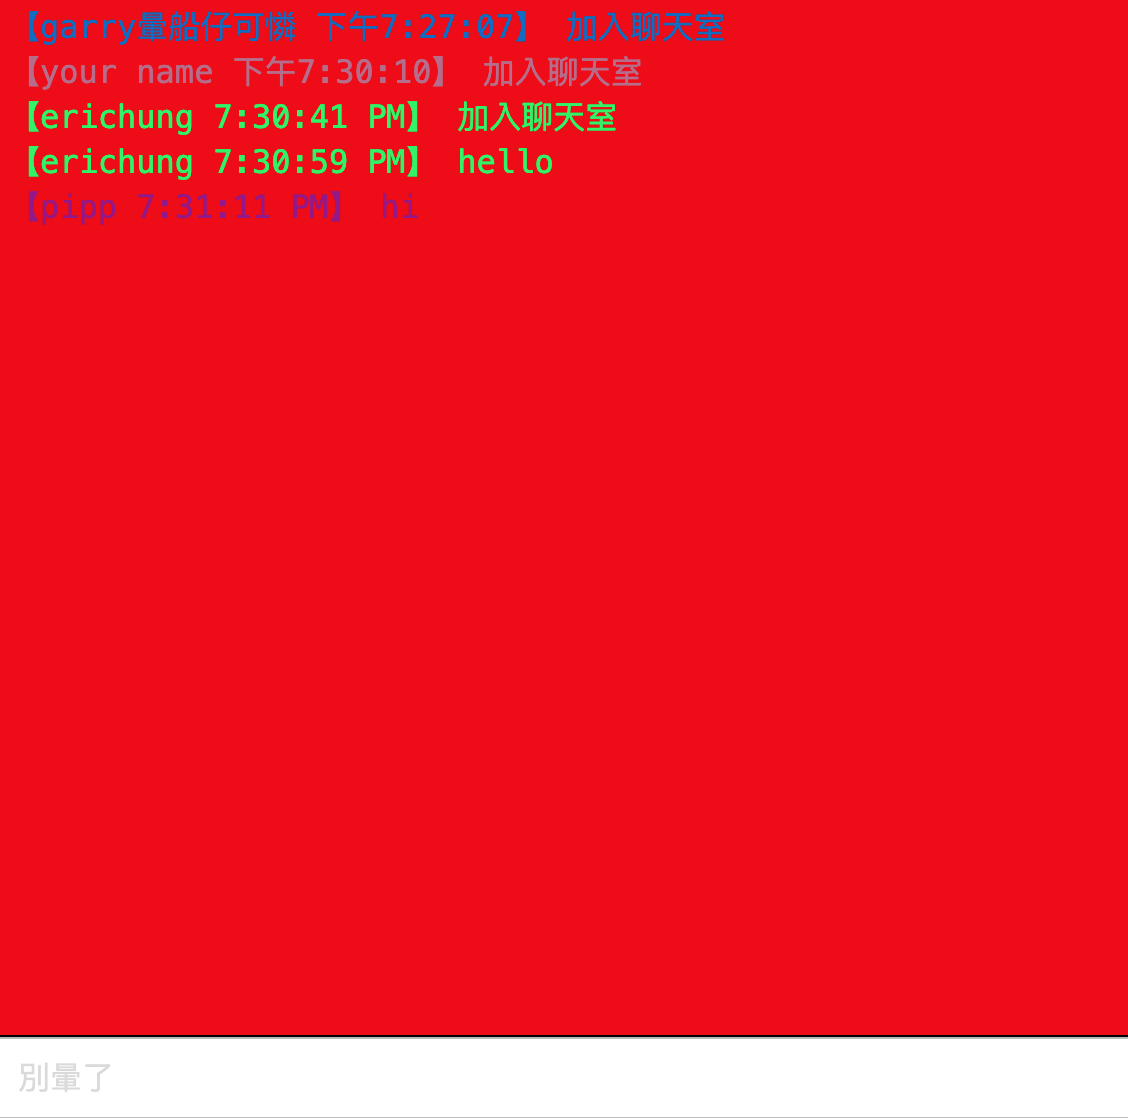 【garry暈船仔可憐 下午7:27:07】 加入聊天室
【your name 下午7:30:10】 加入聊天室
【erichung 7:30:41 PM】 加入聊天室
【erichung 7:30:59 PM】 hello
【pipp 7:31:11 PM】 hi
別暈了